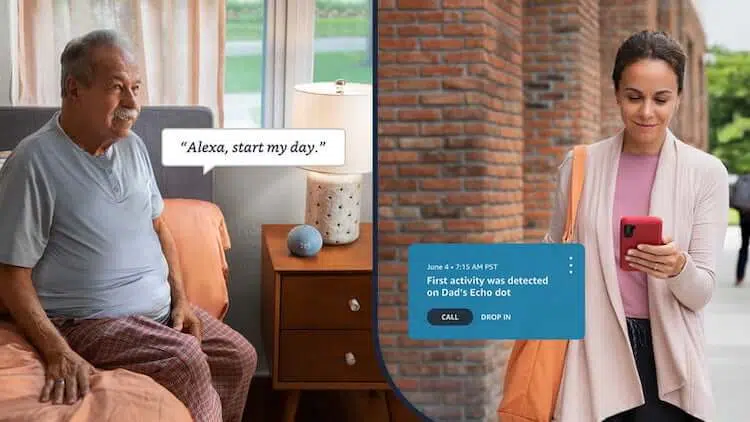 “Alexa, start my day.”
June 4 • 7:15 AM PST
First activity was detected
on Dad's Echo dot
CALL
DROP IN